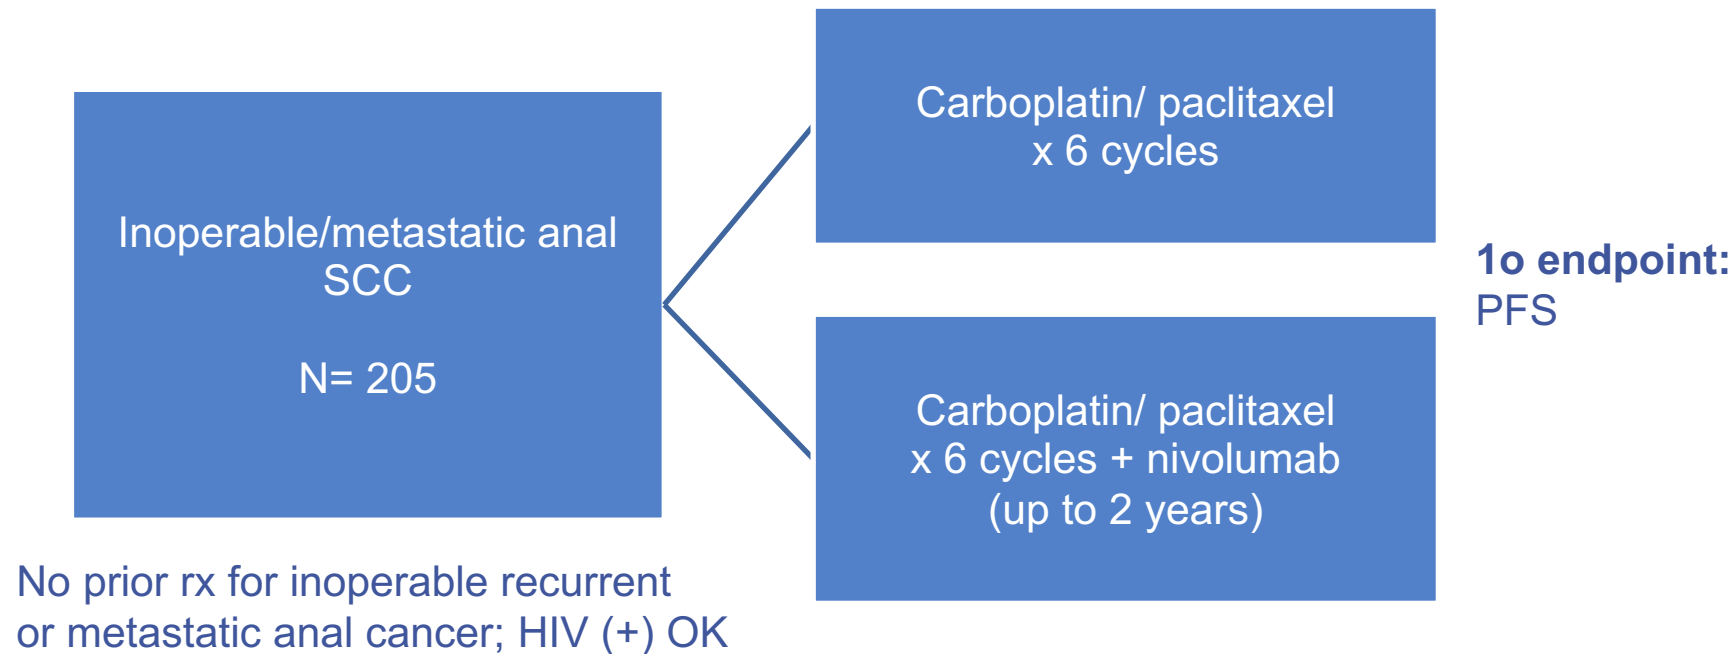 Inoperable/metastatic anal
SCC
N= 205
No prior rx for inoperable recurrent
or metastatic anal cancer; HIV (+) OK
Carboplatin/ paclitaxel
x 6 cycles
Carboplatin/ paclitaxel
x 6 cycles + nivolumab
(up to 2 years)
1o endpoint:
PFS